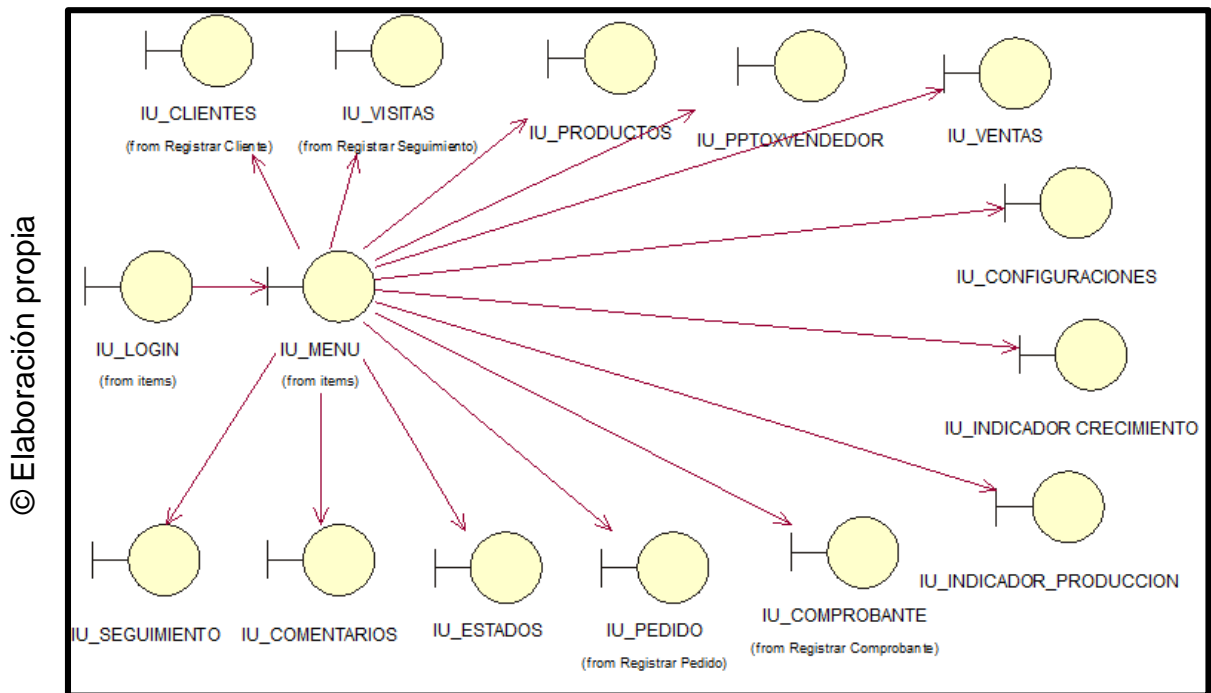 © Elaboración propia
IU_CLIENTES
(from Registrar Cliente)
IU_VISITAS
(from Registrar Seguimiento)
IU_PRODUCTOS
IU_PPTOXVENDEDOR
IU_VENTAS
IU_CONFIGURACIONES
IU_LOGIN
(from items)
IU_MENU
(from items)
IU_INDICADOR CRECIMIENTO
IU_INDICADOR_PRODUCCION
IU_SEGUIMIENTO
IU_COMENTARIOS
IU_ESTADOS
IU_PEDIDO
(from Registrar Pedido)
IU_COMPROBANTE
(from Registrar Comprobante)